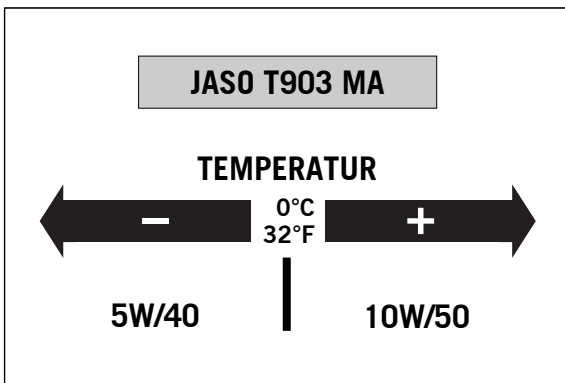 JASO T903 MA
TEMPERATUR
0°C
− +
32°F
5W/40 10W/50